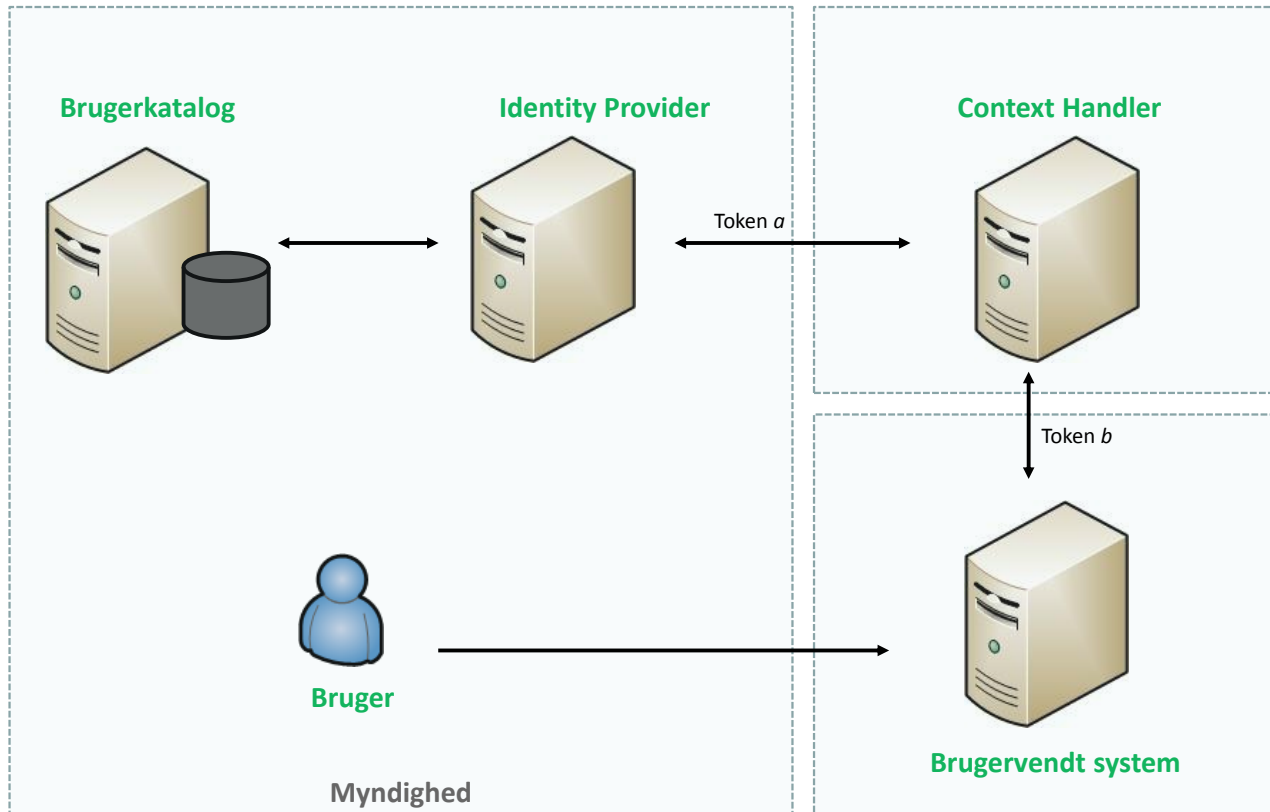 Brugerkatalog
Identity Provider
Context Handler
Token a
Token b
Bruger
Brugervendt system
Myndighed